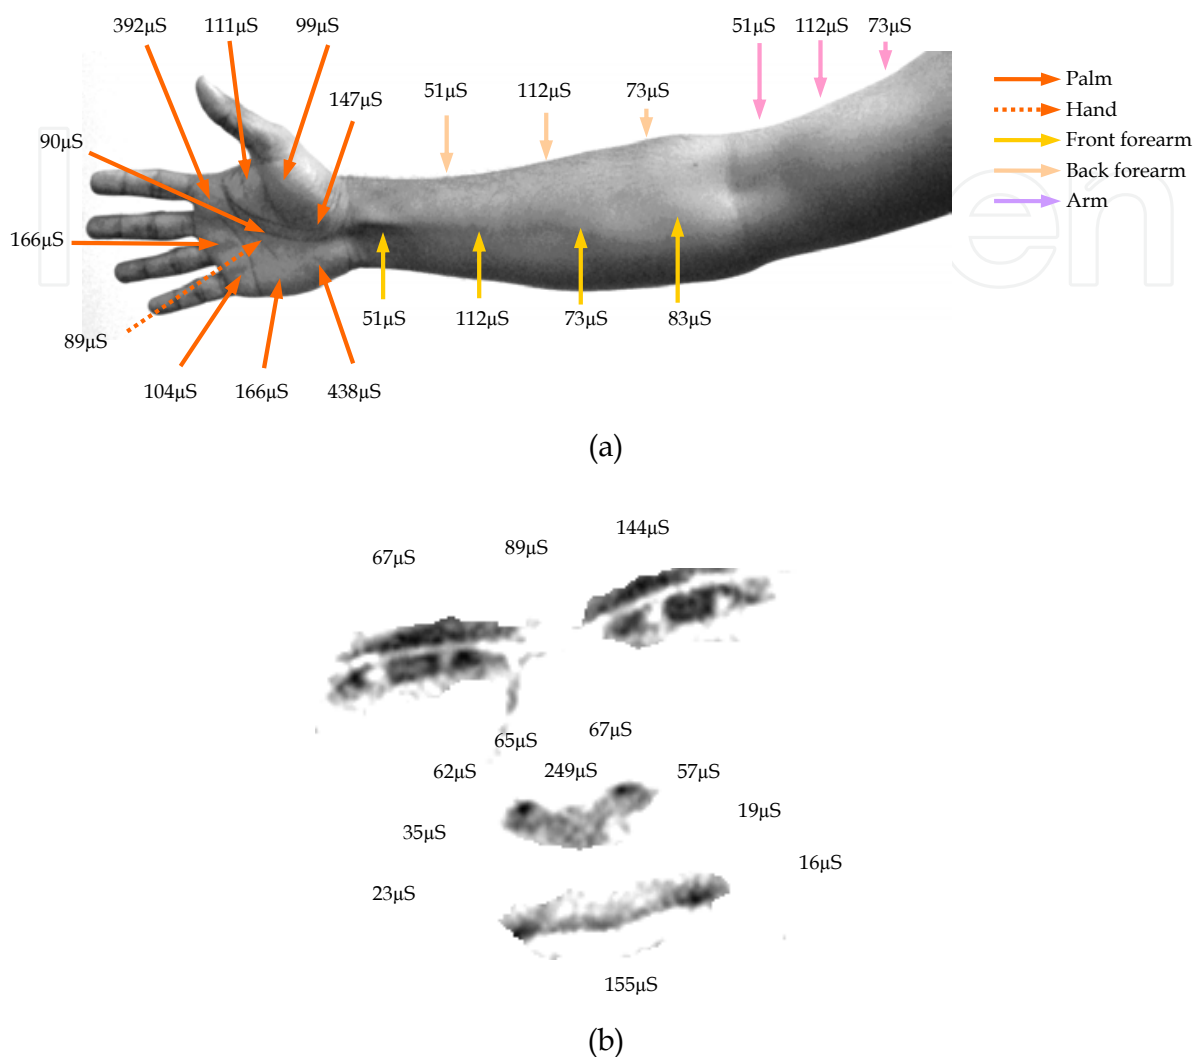 392µS 111µS 99µS 51µS 112µS 73µS
147µS 51µS 112µS 73µS
90µS
166µS
89µS
51µS 112µS 73µS 83µS
104µS 166µS 438µS
Palm
Hand
Front forearm
Back forearm
Arm
(a)
144µS
67µS 89µS
67µS
65µS
62µS 249µS 57µS
19µS
35µS
16µS
23µS
155µS
(b)